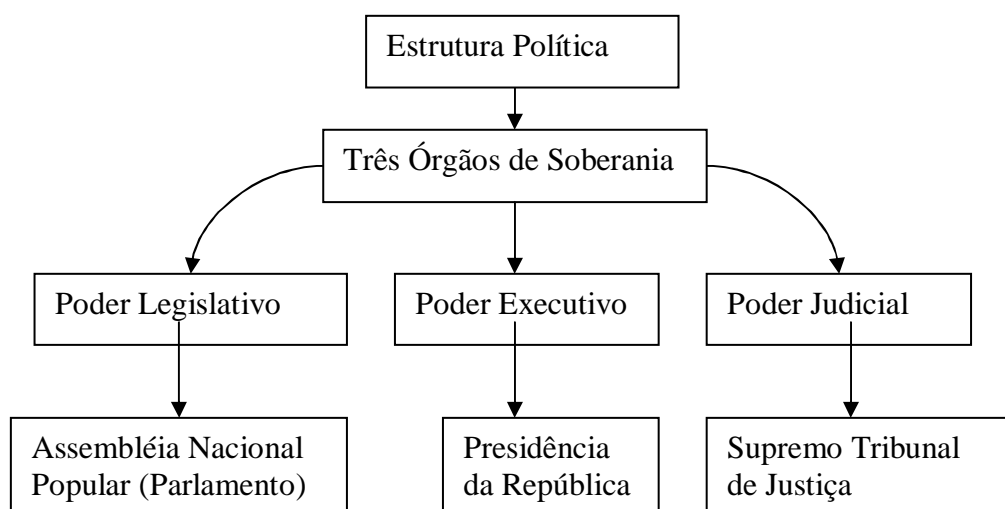 Estrutura Política
Três Órgãos de Soberania
Poder Legislativo
Poder Executivo
Poder Judicial
Assembléia Nacional
Popular (Parlamento)
Presidência
da República
Supremo Tribunal
de Justiça